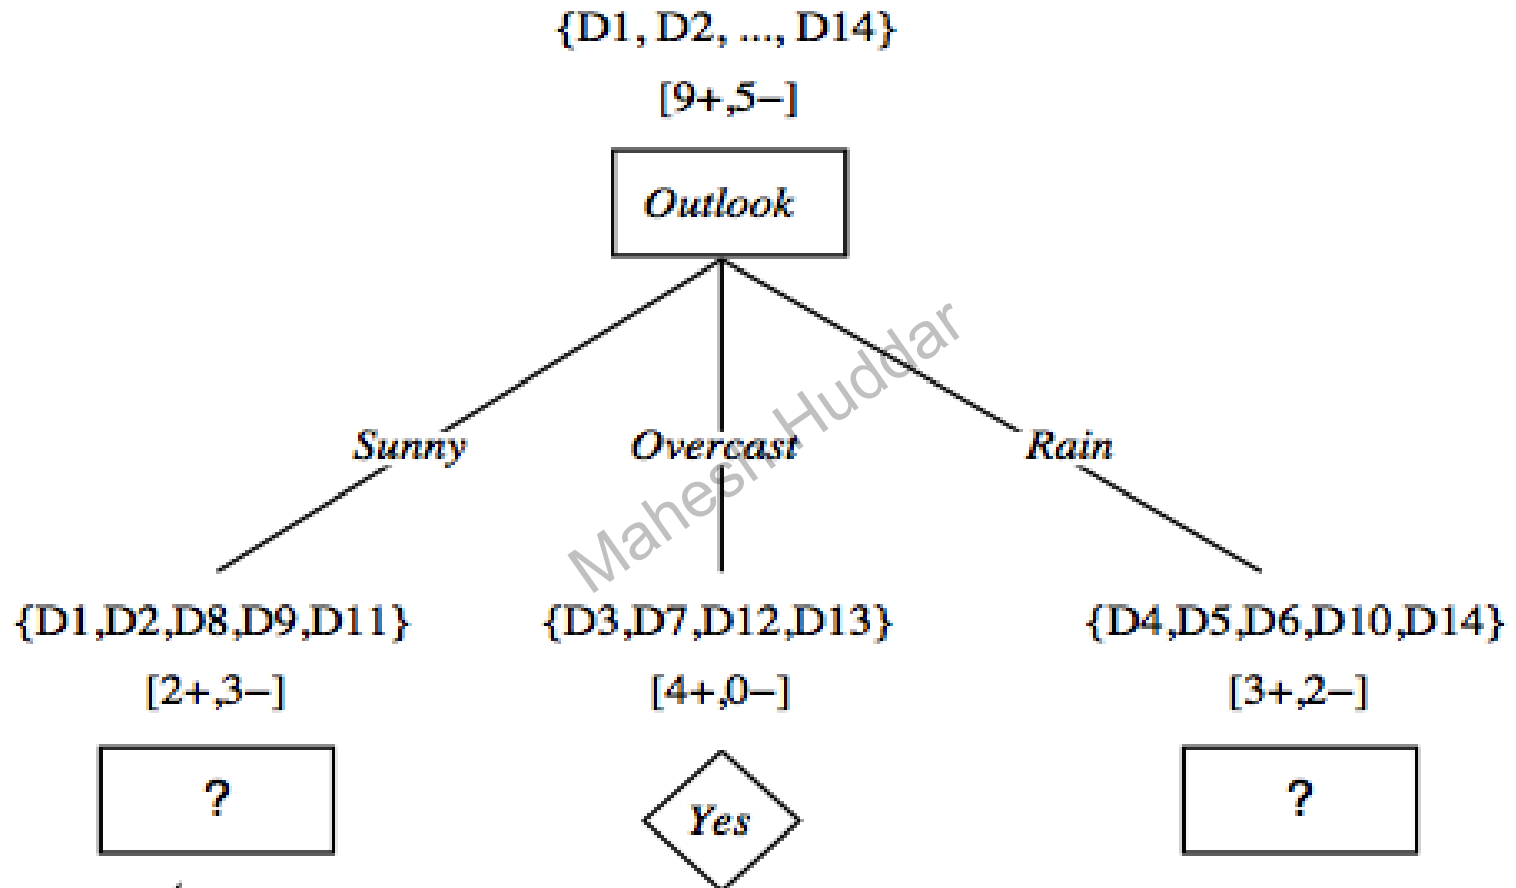 {D1, D2, ..., D14}
[9+,5−]
Outlook
Mahesh Huddar
Sunny Overcast Rain
{D1,D2,D8,D9,D11} {D3,D7,D12,D13} {D4,D5,D6,D10,D14}
[2+,3−] [4+,0−] [3+,2−]
? Yes ?